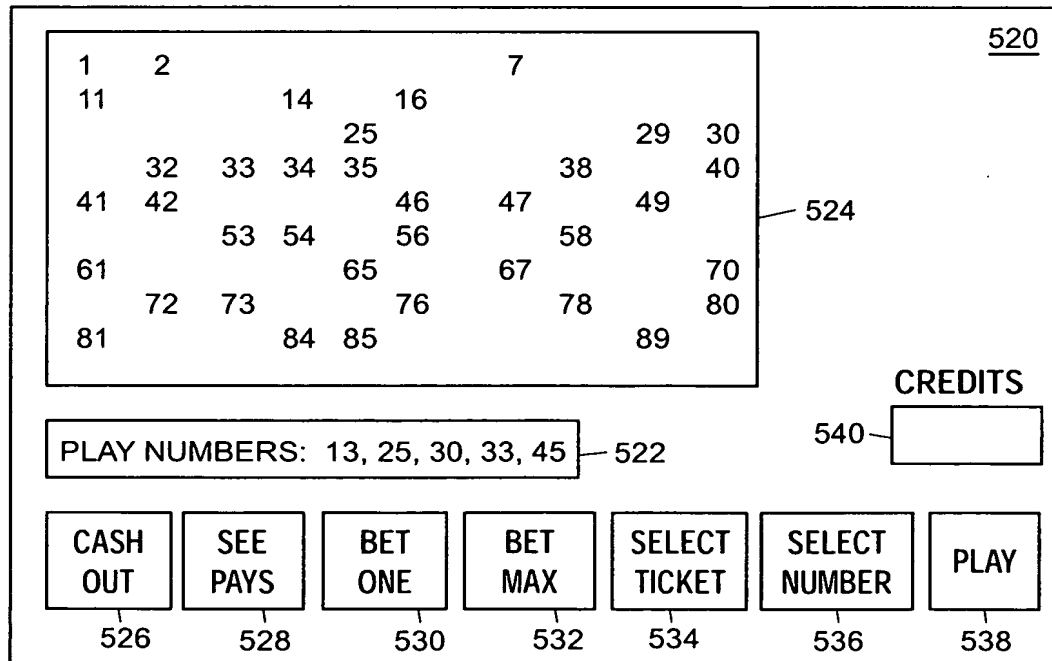 520
1 2 7
11 14 16
25 29 30
32 33 34 35 38 40
41 42 46 47 49
524
53 54 56 58
61 65 67 70
72 73 76 78 80
81 84 85 89
CREDITS
540
PLAY NUMBERS: 13, 25, 30, 33, 45
522
CASH OUT
SEE PAYS
BET ONE
BET MAX
SELECT TICKET
SELECT NUMBER
PLAY
526 528 530 532 534 536 538